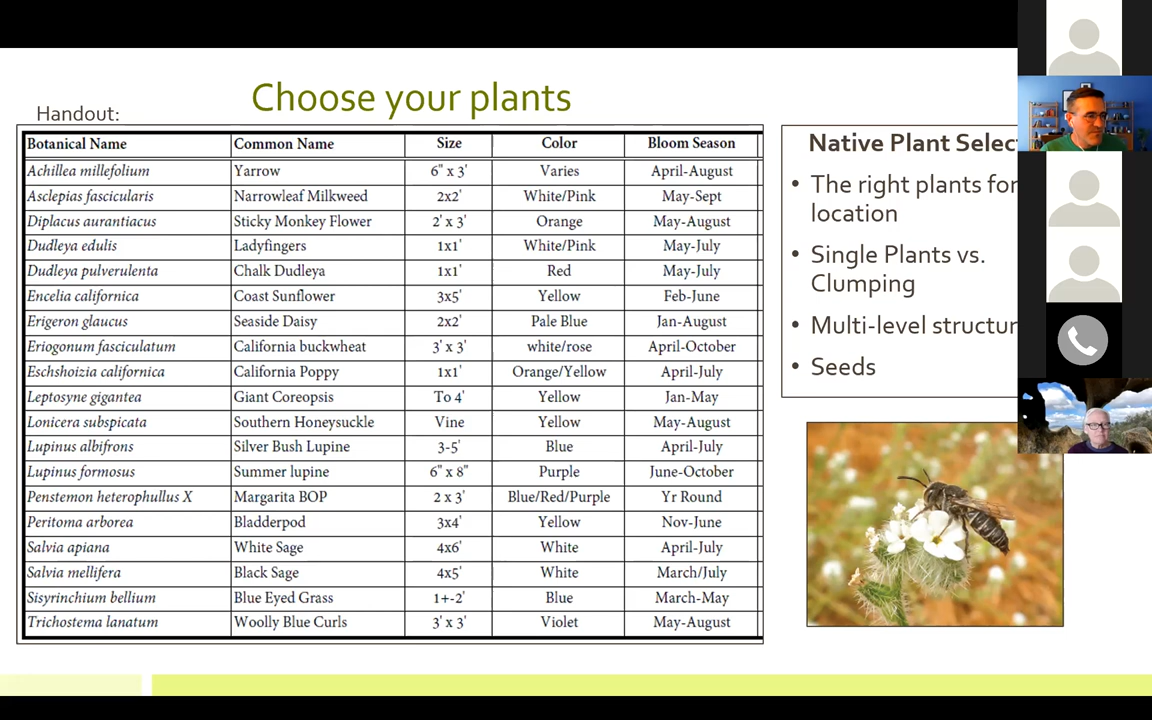 Choose your plants
Handout:
Botanical Name Common Name Size Color Bloom Season
Achillea millefolium Yarrow 6" x 3' Varies April-August
Asclepias fascicularis Narrowleaf Milkweed 2x2' White/Pink May-Sept
Diplacus aurantiacus Sticky Monkey Flower 2' x 3' Orange May-August
Dudleya edulis Ladyfingers 1x1' White/Pink May-July
Dudleya pulverulenta Chalk Dudleya 1x1' Red May-July
Encelia californica Coast Sunflower 3x5' Yellow Feb-June
Erigeron glaucus Seaside Daisy 2x2' Pale Blue Jan-August
Eriogonum fasciculatum California buckwheat 3' x 3' white/rose April-October
Eschshoizia californica California Poppy 1x1' Orange/Yellow April-July
Leptosyne gigantea Giant Coreopsis To 4' Yellow Jan-May
Lonicera subspicata Southern Honeysuckle Vine Yellow May-August
Lupinus albifrons Silver Bush Lupine 3-5' Blue April-July
Lupinus formosus Summer lupine 6" x 8" Purple June-October
Penstemon heterophullus X Margarita BOP 2 x 3' Blue/Red/Purple Yr Round
Peritoma arborea Bladderpod 3x4' Yellow Nov-June
Salvia apiana White Sage 4x6' White April-July
Salvia mellifera Black Sage 4x5' White March/July
Sisyrinchium bellium Blue Eyed Grass 1+-2' Blue March-May
Trichostema lanatum Woolly Blue Curls 3' x 3' Violet May-August
Native Plant Select
• The right plants for
location
• Single Plants vs.
Clumping
• Multi-level structur
• Seeds